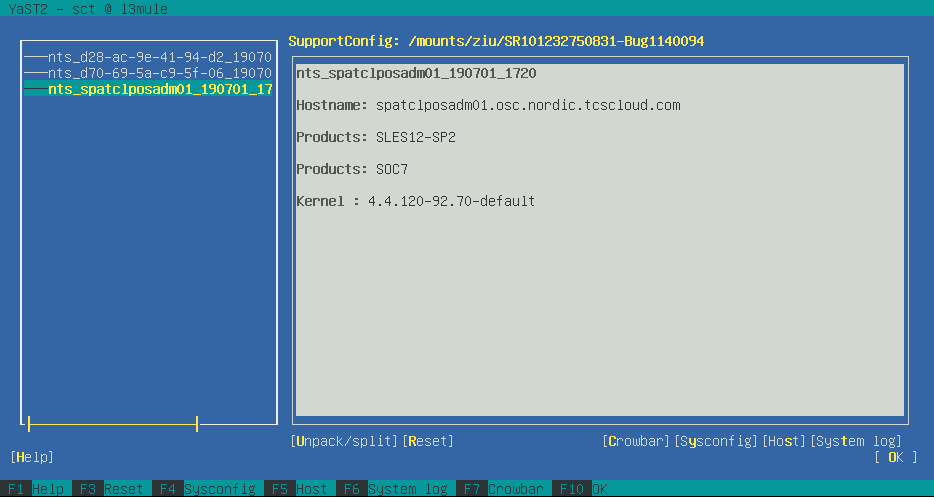 YaST2 - sct @ l3mule
SupportConfig: /mounts/ziu/SR101232750831-Bug1140094
nts_d28-ac-9e-41-94-d2_19070
nts_d70-69-5a-c9-5f-06_19070
nts_spatclposadm01_190701_17
nts_spatclposadm01_190701_1720
Hostname: spatclposadm01.osc.nordic.tcscloud.com
Products: SLES12-SP2
Products: SOC7
Kernel : 4.4.120-92.70-default
[Unpack/split][Reset] [Crowbar][Sysconfig][Host][System log]
[Help] [ OK ]
F1 Help F3 Reset F4 Sysconfig F5 Host F6 System log F7 Crowbar F10 OK